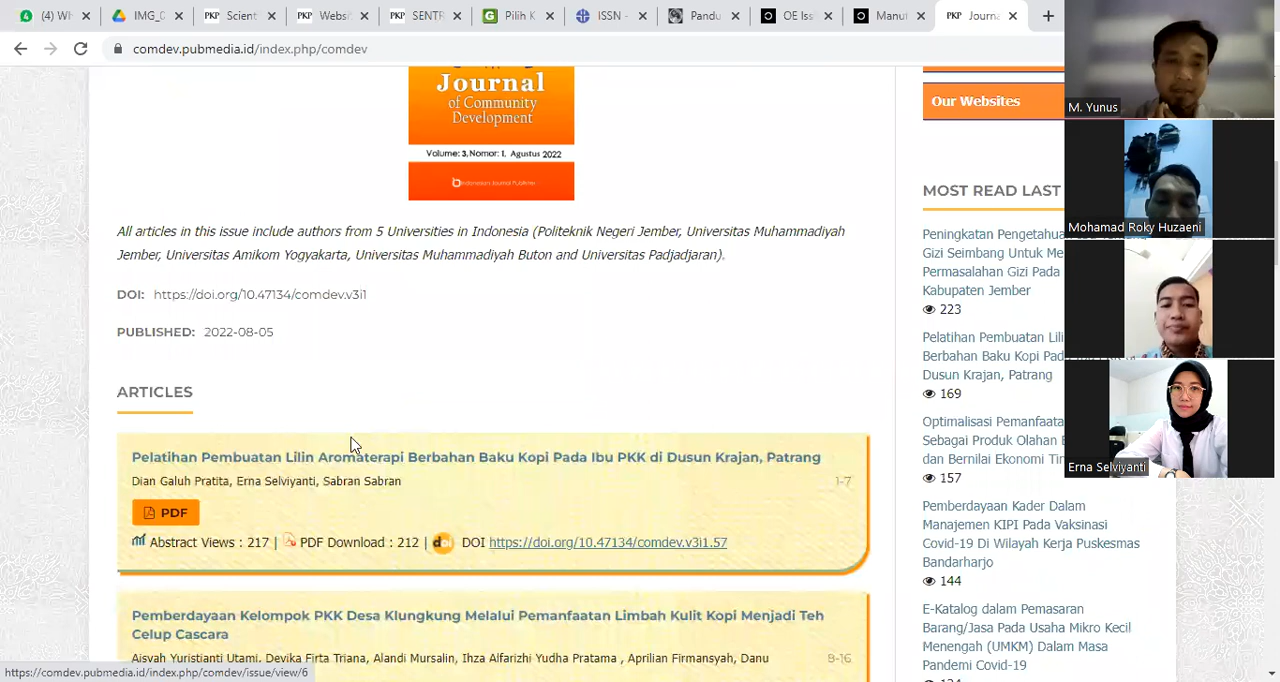 (4) Wh
IMG_D
PKP Scient
PKP Websi
PKP SENTR
Pilih K
ISSN -
Pandu
OE Iss
Manu
PKP Journa
comdev.pubmedia.id/index.php/comdev
Journal
of Community
Development
Volume: 3, Nomor: 1, Agustus 2022
All articles in this issue include authors from 5 Universities in Indonesia (Politeknik Negeri Jember, Universitas Muhammadiyah
Jember, Universitas Amikom Yogyakarta, Universitas Muhammadiyah Buton and Universitas Padjadjaran).
DOI: https://doi.org/10.47134/comdev.v3i1
PUBLISHED: 2022-08-05
ARTICLES
Pelatihan Pembuatan Lilin Aromaterapi Berbahan Baku Kopi Pada Ibu PKK di Dusun Krajan, Patrang
Dian Galuh Pratita, Erna Selviyanti, Sabran Sabran 1-7
PDF
Abstract Views : 217 | PDF Download : 212 | DOI https://doi.org/10.47134/comdev.v3i1.57
Pemberdayaan Kelompok PKK Desa Klungkung Melalui Pemanfaatan Limbah Kulit Kopi Menjadi Teh
Celup Cascara
Aisyah Yuristianti Utami, Devika Firta Triana, Alandi Mursalin, Ihza Alfarizhi Yudha Pratama , Aprilian Firmansyah, Danu 9-16
https://comdev.pubmedia.id/index.php/comdev/issue/view/6
Our Websites
MOST READ LAST
Peningkatan Pengetahua
Gizi Seimbang Untuk Me
Permasalahan Gizi Pada
Kabupaten Jember
223
Pelatihan Pembuatan Lili
Berbahan Baku Kopi Pad
Dusun Krajan, Patrang
169
Optimalisasi Pemanfaata
Sebagai Produk Olahan
dan Bernilai Ekonomi Tin
157
Pemberdayaan Kader Dalam
Manajemen KIPI Pada Vaksinasi
Covid-19 Di Wilayah Kerja Puskesmas
Bandarharjo
144
E-Katalog dalam Pemasaran
Barang/Jasa Pada Usaha Mikro Kecil
Menengah (UMKM) Dalam Masa
Pandemi Covid-19
M. Yunus
Mohamad Roky Huzaeni
Erna Selviyanti